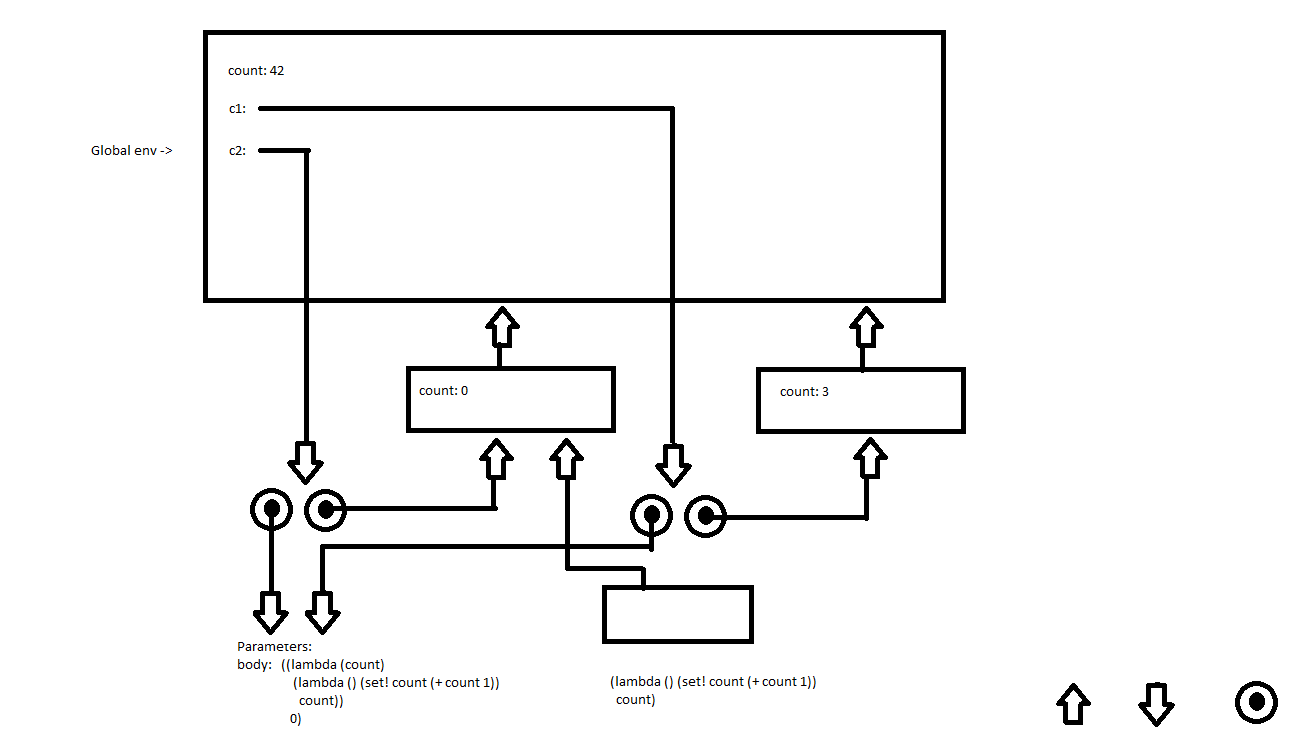 count: 42
c1:
Global env ->
c2:
count: 0
count: 3
Parameters:
body: ((lambda (count)
(lambda () (set! count (+ count 1))
count))
0)
(lambda () (set! count (+ count 1))
count)